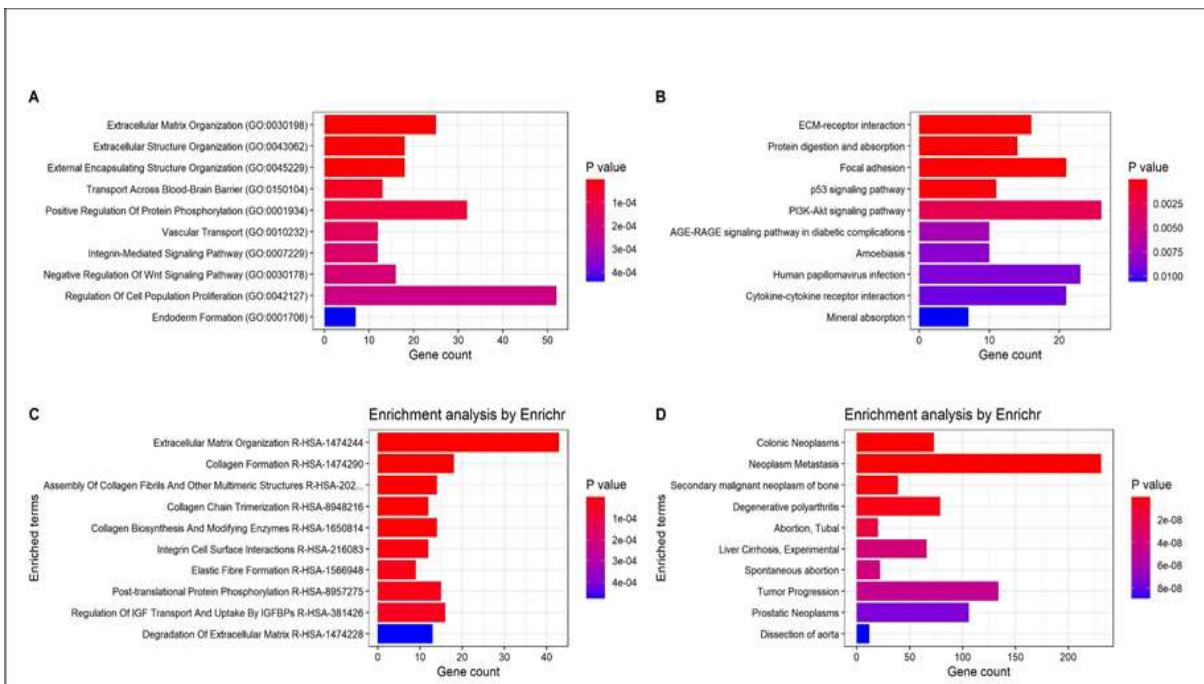 A
Extracellular Matrix Organization (GO:0030198)
Extracellular Structure Organization (GO:0043062)
External Encapsulating Structure Organization (GO:0045229)
Transport Across Blood-Brain Barrier (GO:0150104)
Positive Regulation Of Protein Phosphorylation (GO:0001934)
Vascular Transport (GO:0010232)
Integrin-Mediated Signaling Pathway (GO:0007229)
Negative Regulation Of Wnt Signaling Pathway (GO:0030178)
Regulation Of Cell Population Proliferation (GO:0042127)
Endoderm Formation (GO:0001706)
0 10 20 30 40 50
Gene count
P value
1e-04
2e-04
3e-04
4e-04
B
ECM-receptor interaction
Protein digestion and absorption
Focal adhesion
p53 signaling pathway
PI3K-Akt signaling pathway
AGE-RAGE signaling pathway in diabetic complications
Amoebiasis
Human papillomavirus infection
Cytokine-cytokine receptor interaction
Mineral absorption
0 10 20
Gene count
P value
0.0025
0.0050
0.0075
0.0100
C
Enrichment analysis by Enrichr
Enriched terms
Extracellular Matrix Organization R-HSA-1474244
Collagen Formation R-HSA-1474290
Assembly Of Collagen Fibrils And Other Multimeric Structures R-HSA-202...
Collagen Chain Trimerization R-HSA-8948216
Collagen Biosynthesis And Modifying Enzymes R-HSA-1650814
Integrin Cell Surface Interactions R-HSA-216083
Elastic Fibre Formation R-HSA-1566948
Post-translational Protein Phosphorylation R-HSA-8957275
Regulation Of IGF Transport And Uptake By IGFBPs R-HSA-381426
Degradation Of Extracellular Matrix R-HSA-1474228
0 10 20 30 40
Gene count
P value
1e-04
2e-04
3e-04
4e-04
D
Enrichment analysis by Enrichr
Enriched terms
Colonic Neoplasms
Neoplasm Metastasis
Secondary malignant neoplasm of bone
Degenerative polyarthritis
Abortion, Tubal
Liver Cirrhosis, Experimental
Spontaneous abortion
Tumor Progression
Prostatic Neoplasms
Dissection of aorta
0 50 100 150 200
Gene count
P value
2e-08
4e-08
6e-08
8e-08